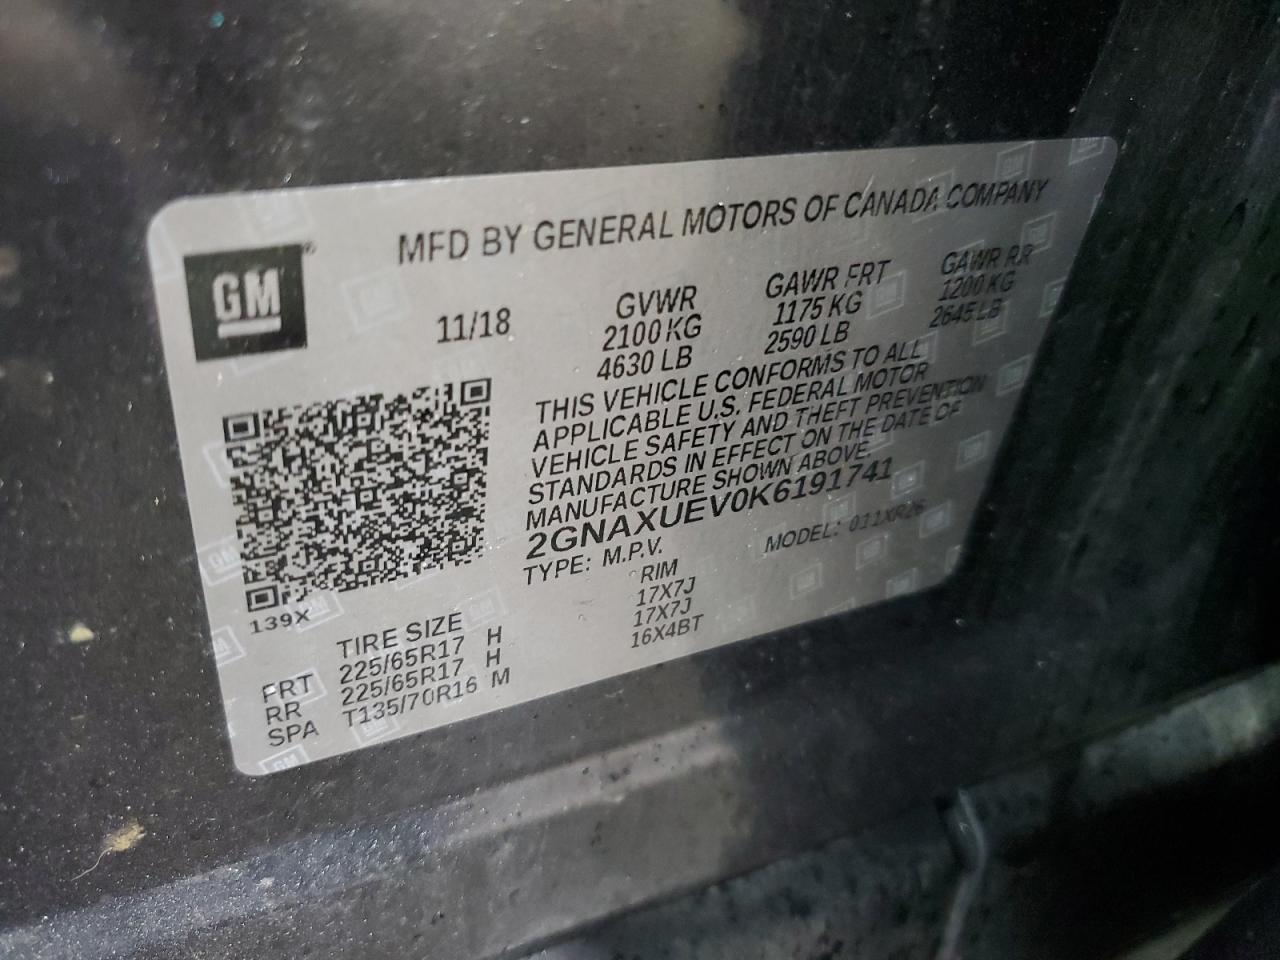 MFD BY GENERAL MOTORS OF CANADA COMPANY
GM
11/18
GVWR GAWR FRT GAWR RR
2100 KG 1175 KG 1200 KG
4630 LB 2590 LB 2645 LB
THIS VEHICLE CONFORMS TO ALL
APPLICABLE U.S. FEDERAL MOTOR
VEHICLE SAFETY AND THEFT PREVENTION
STANDARDS IN EFFECT ON THE DATE OF
MANUFACTURE SHOWN ABOVE.
2GNAXUEV0K6191741
TYPE: M.P.V. MODEL: 011XR26
139X
TIRE SIZE RIM
FRT 225/65R17 H 17X7J
RR 225/65R17 H 17X7J
SPA T135/70R16 M 16X4BT